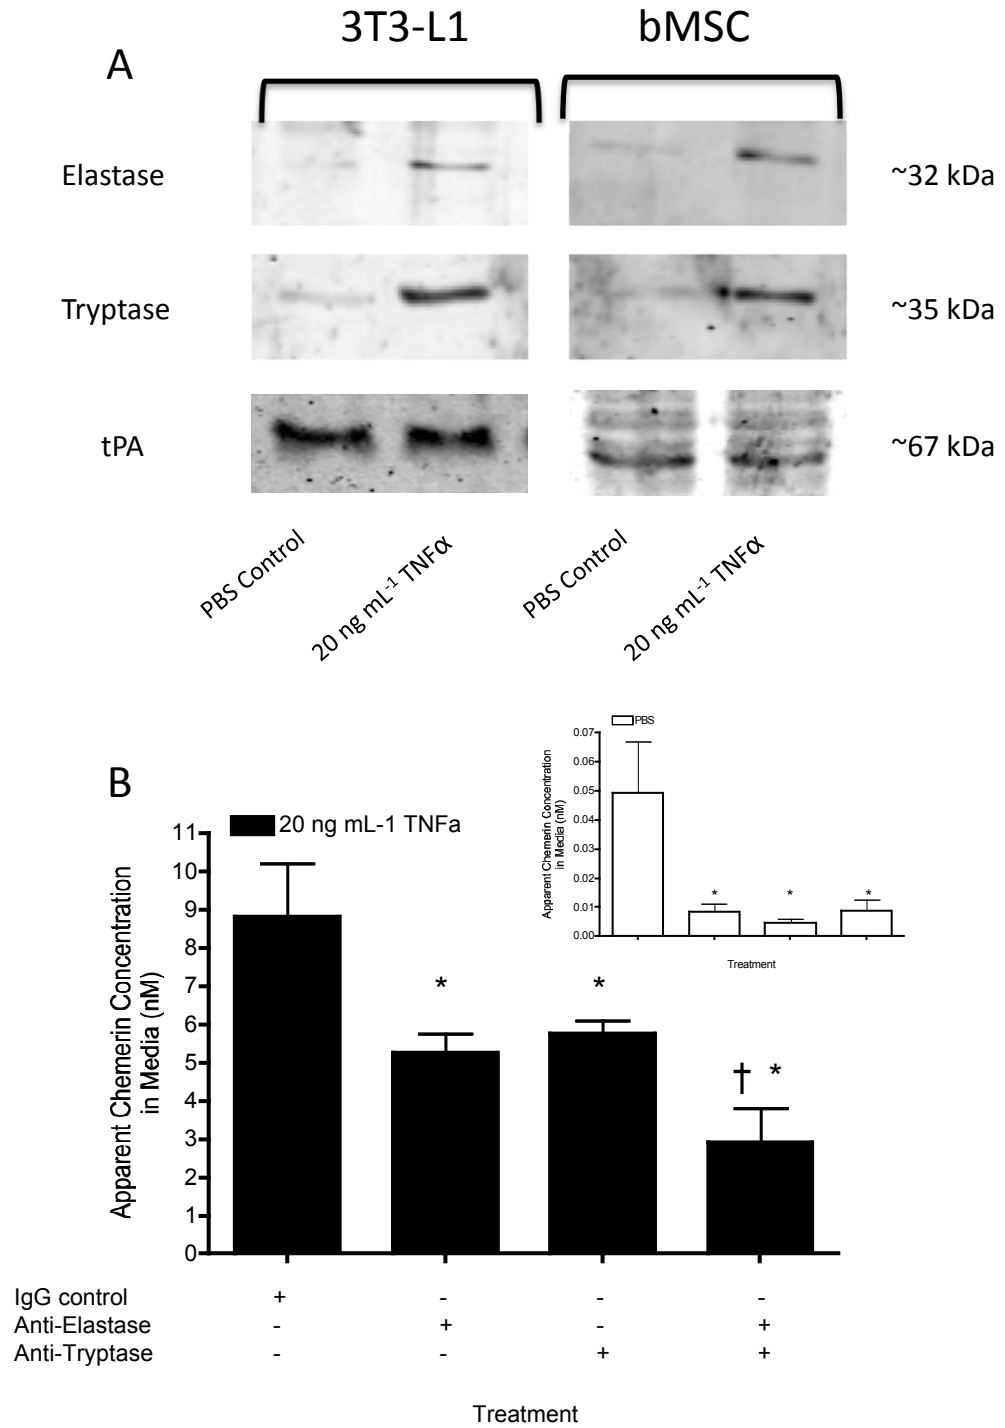 3T3-L1 bMSC
A
Elastase ~32 kDa
Tryptase ~35 kDa
tPA ~67 kDa
PBS Control
20 ng mL⁻¹ TNFα
PBS Control
20 ng mL⁻¹ TNFα
B
PBS
0.07
0.06
0.05
0.04
0.03
0.02
0.01
0.00
Apparent Chemerin Concentration
in Media (nM)
* * *
Treatment
20 ng mL-1 TNFa
11
10
9
8
7
6
5
4
3
2
1
0
Apparent Chemerin Concentration
in Media (nM)
* *
† *
IgG control + - - -
Anti-Elastase - + - +
Anti-Tryptase - - + +
Treatment